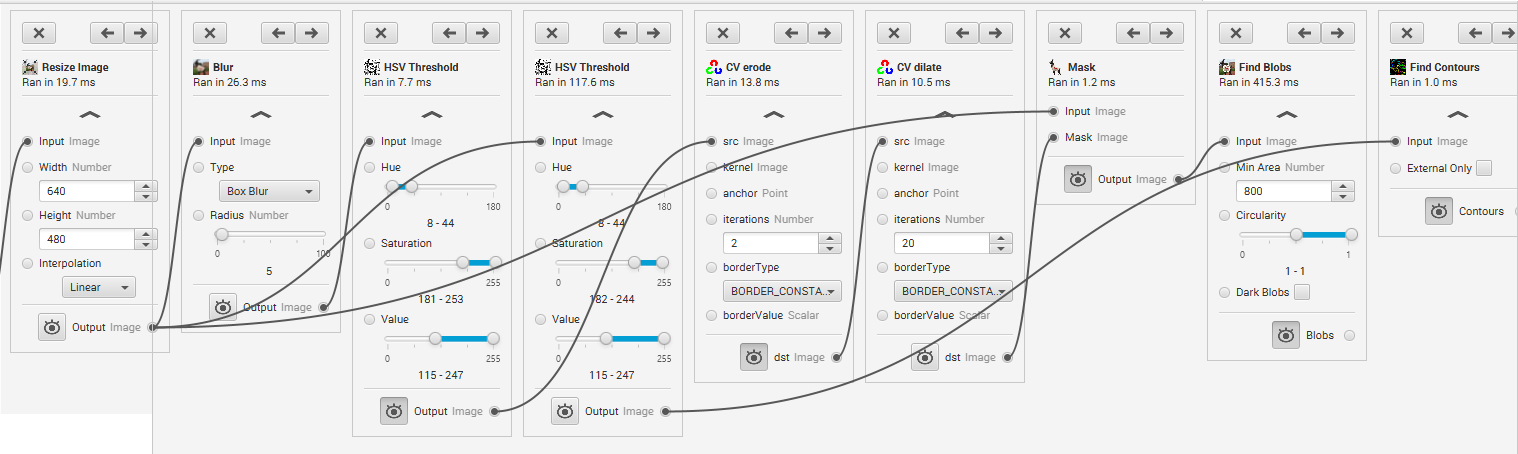 Resize Image
Ran in 19.7 ms
Input Image
Width Number
640
Height Number
480
Interpolation
Linear
Output Image
Blur
Ran in 26.3 ms
Input Image
Type
Box Blur
Radius Number
0 100
5
Output Image
HSV Threshold
Ran in 7.7 ms
Input Image
Hue
0 180
8 - 44
Saturation
0 255
181 - 253
Value
0 255
115 - 247
Output Image
HSV Threshold
Ran in 117.6 ms
Input Image
Hue
0 180
8 - 44
Saturation
0 255
182 - 244
Value
0 255
115 - 247
Output Image
CV erode
Ran in 13.8 ms
src Image
kernel Image
anchor Point
iterations Number
2
borderType
BORDER_CONSTA...
borderValue Scalar
dst Image
CV dilate
Ran in 10.5 ms
src Image
kernel Image
anchor Point
iterations Number
20
borderType
BORDER_CONSTA...
borderValue Scalar
dst Image
Mask
Ran in 1.2 ms
Input Image
Mask Image
Output Image
Find Blobs
Ran in 415.3 ms
Input Image
Min Area Number
800
Circularity
0 1
1 - 1
Dark Blobs
Blobs
Find Contours
Ran in 1.0 ms
Input Image
External Only
Contours